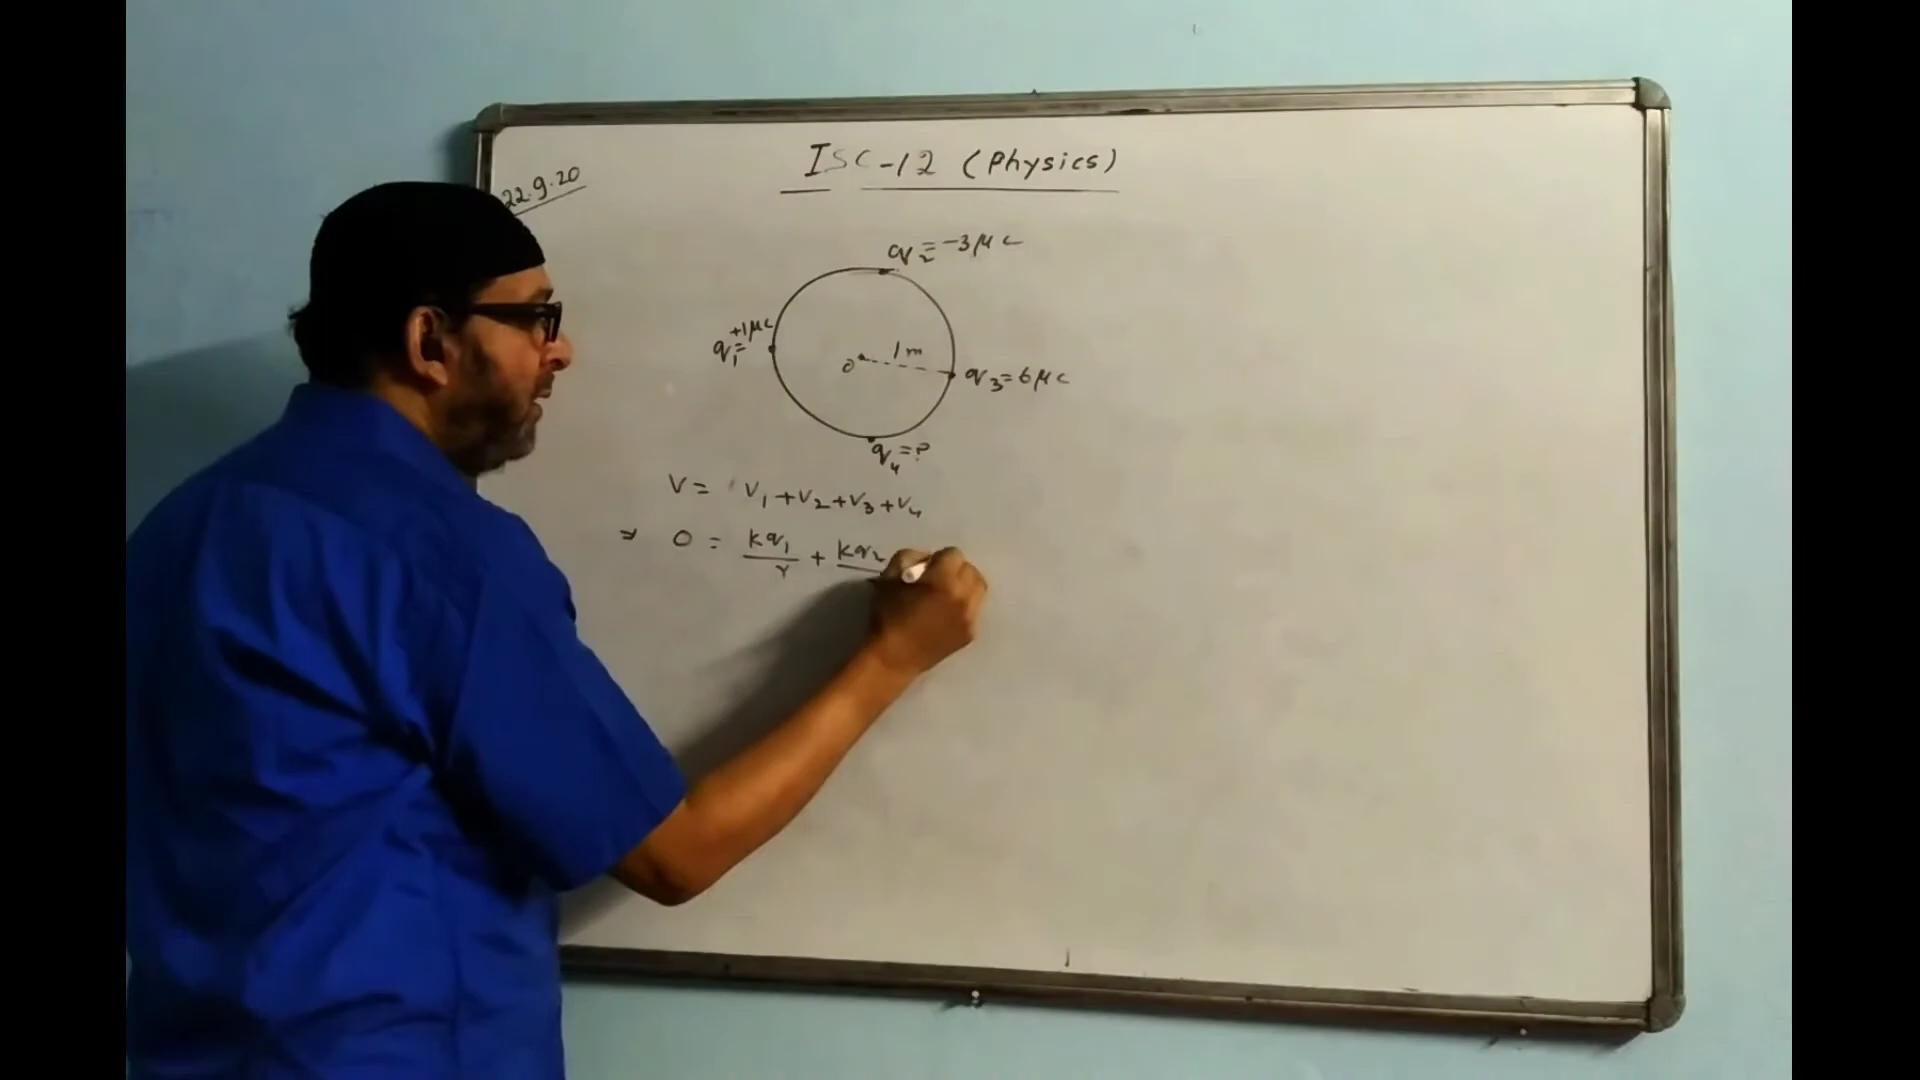 ISC-12 (Physics)
22.9.20
q₂ = -3μc
+1μc
q₁=
1m
O
q₃=6μc
q₄=?
V = V₁+V₂+V₃+V₄
⇒ 0 = kq₁/r + kq₂